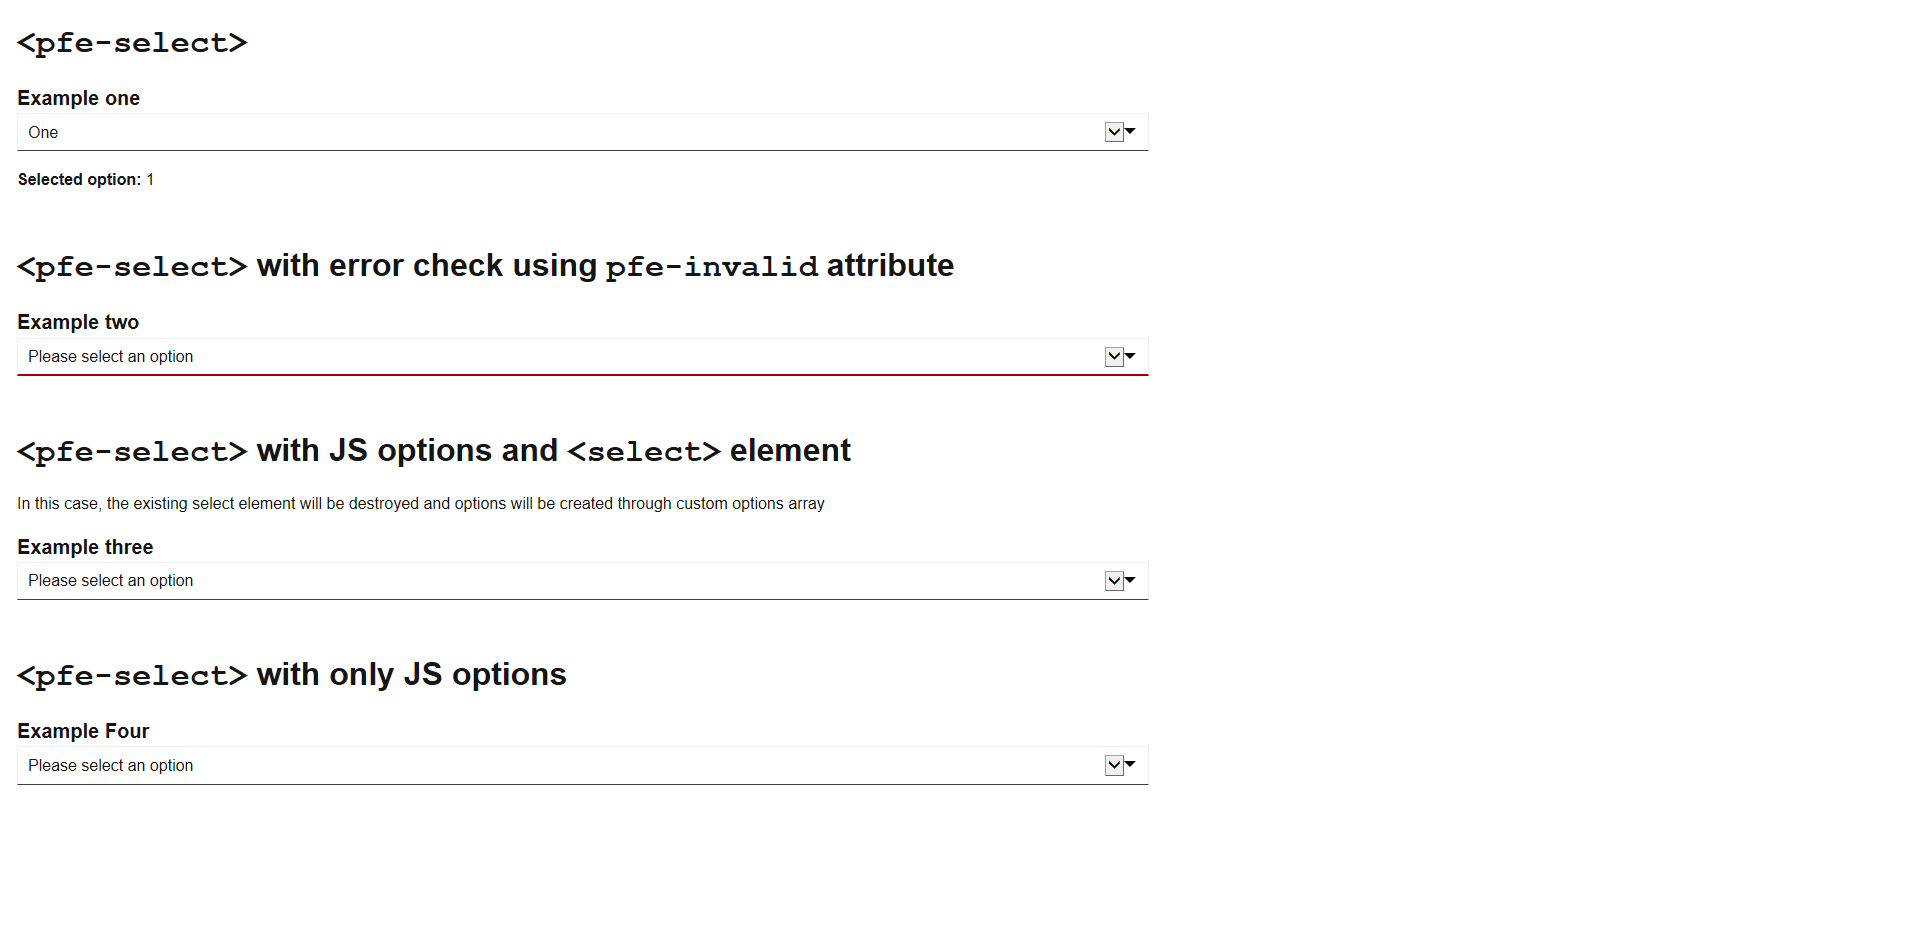 <pfe-select>
Example one
One
Selected option: 1
<pfe-select> with error check using pfe-invalid attribute
Example two
Please select an option
<pfe-select> with JS options and <select> element
In this case, the existing select element will be destroyed and options will be created through custom options array
Example three
Please select an option
<pfe-select> with only JS options
Example Four
Please select an option